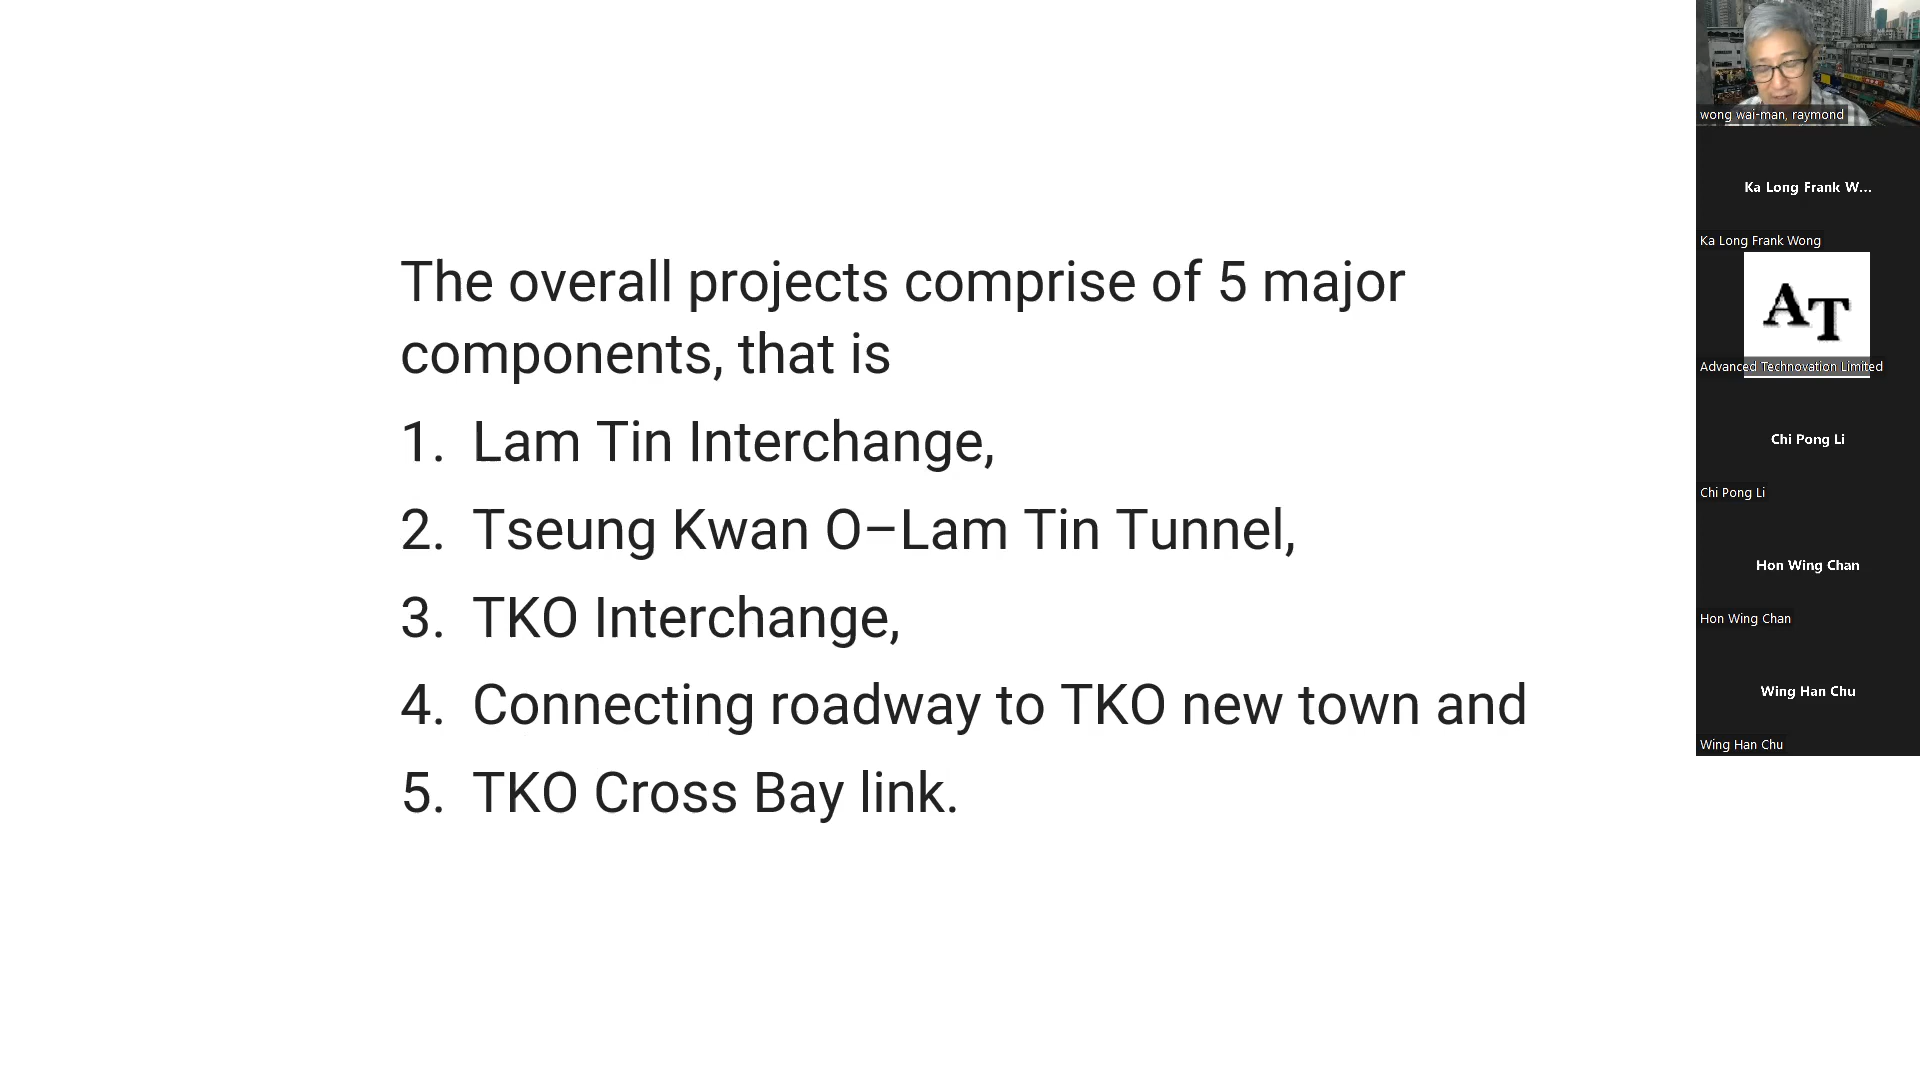 The overall projects comprise of 5 major
components, that is
1. Lam Tin Interchange,
2. Tseung Kwan O–Lam Tin Tunnel,
3. TKO Interchange,
4. Connecting roadway to TKO new town and
5. TKO Cross Bay link.
wong wai-man, raymond
Ka Long Frank W...
Ka Long Frank Wong
AT
Advanced Technovation Limited
Chi Pong Li
Chi Pong Li
Hon Wing Chan
Hon Wing Chan
Wing Han Chu
Wing Han Chu